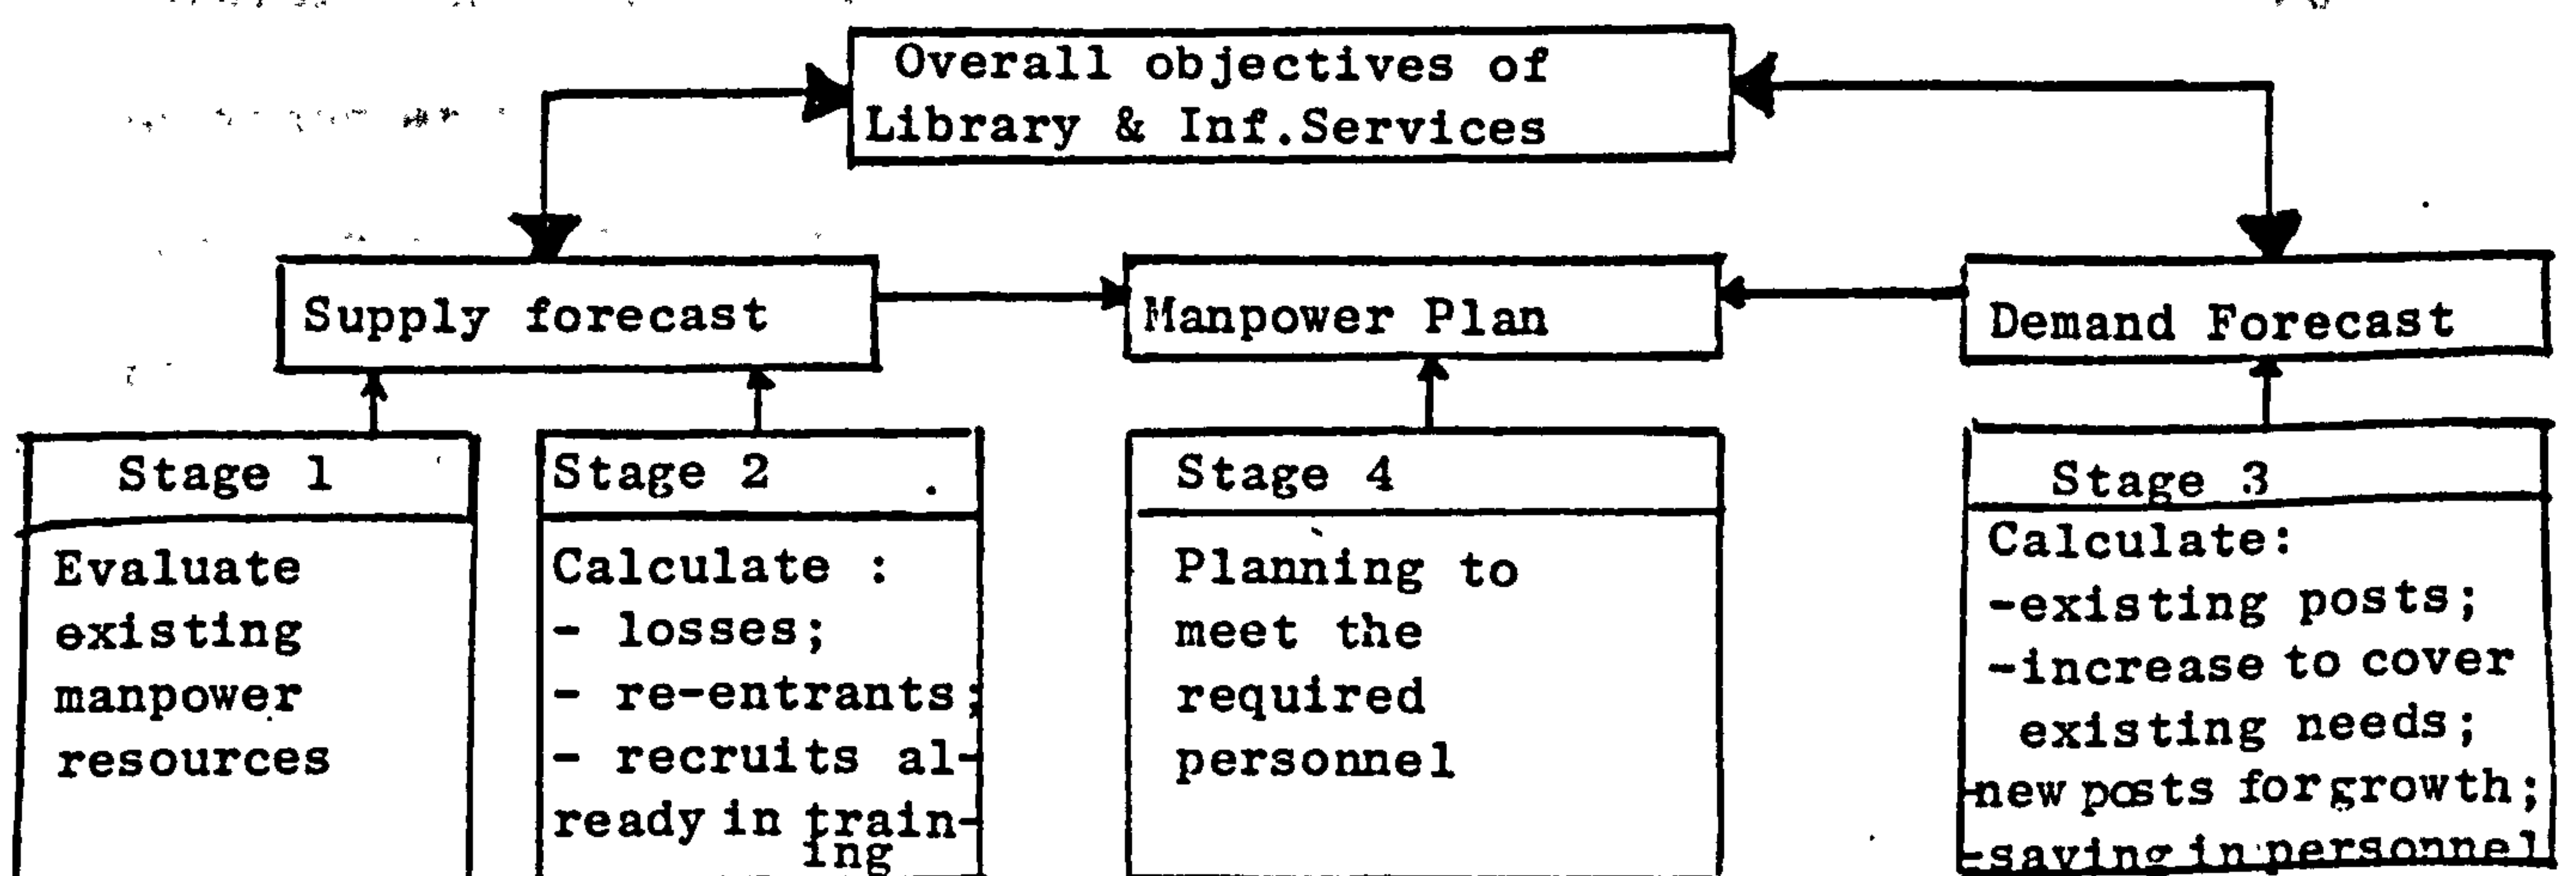 Overall objectives of
Library & Inf.Services
Supply forecast
Manpower Plan
Demand Forecast
Stage 1
Evaluate
existing
manpower
resources
Stage 2
Calculate :
- losses;
- re-entrants;
- recruits al-
ready in train-
ing
Stage 4
Planning to
meet the
required
personnel
Stage 3
Calculate:
-existing posts;
-increase to cover
existing needs;
-new posts for growth;
-saving in personnel